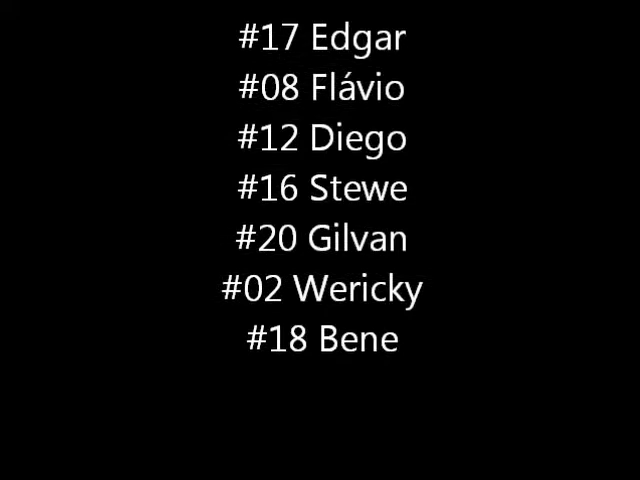 #17 Edgar
#08 Flávio
#12 Diego
#16 Stewe
#20 Gilvan
#02 Wericky
#18 Bene